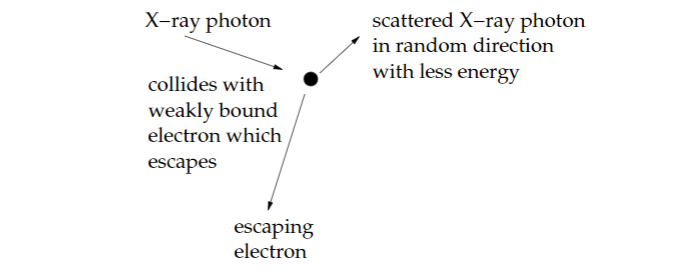 X−ray photon
scattered X−ray photon
in random direction
with less energy
collides with
weakly bound
electron which
escapes
escaping
electron